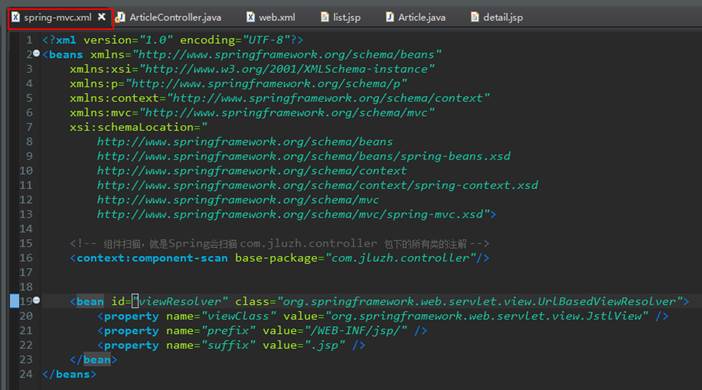 spring-mvc.xml ArticleController.java web.xml list.jsp Article.java detail.jsp
1 <?xml version="1.0" encoding="UTF-8"?>
2 <beans xmlns="http://www.springframework.org/schema/beans"
3 xmlns:xsi="http://www.w3.org/2001/XMLSchema-instance"
4 xmlns:p="http://www.springframework.org/schema/p"
5 xmlns:context="http://www.springframework.org/schema/context"
6 xmlns:mvc="http://www.springframework.org/schema/mvc"
7 xsi:schemaLocation="
8 http://www.springframework.org/schema/beans
9 http://www.springframework.org/schema/beans/spring-beans.xsd
10 http://www.springframework.org/schema/context
11 http://www.springframework.org/schema/context/spring-context.xsd
12 http://www.springframework.org/schema/mvc
13 http://www.springframework.org/schema/mvc/spring-mvc.xsd">
14
15 <!-- 组件扫描，就是Spring会扫描 com.jluzh.controller 包下的所有类的注解 -->
16 <context:component-scan base-package="com.jluzh.controller"/>
17
18
19 <bean id="viewResolver" class="org.springframework.web.servlet.view.UrlBasedViewResolver">
20 <property name="viewClass" value="org.springframework.web.servlet.view.JstlView" />
21 <property name="prefix" value="/WEB-INF/jsp/" />
22 <property name="suffix" value=".jsp" />
23 </bean>
24 </beans>